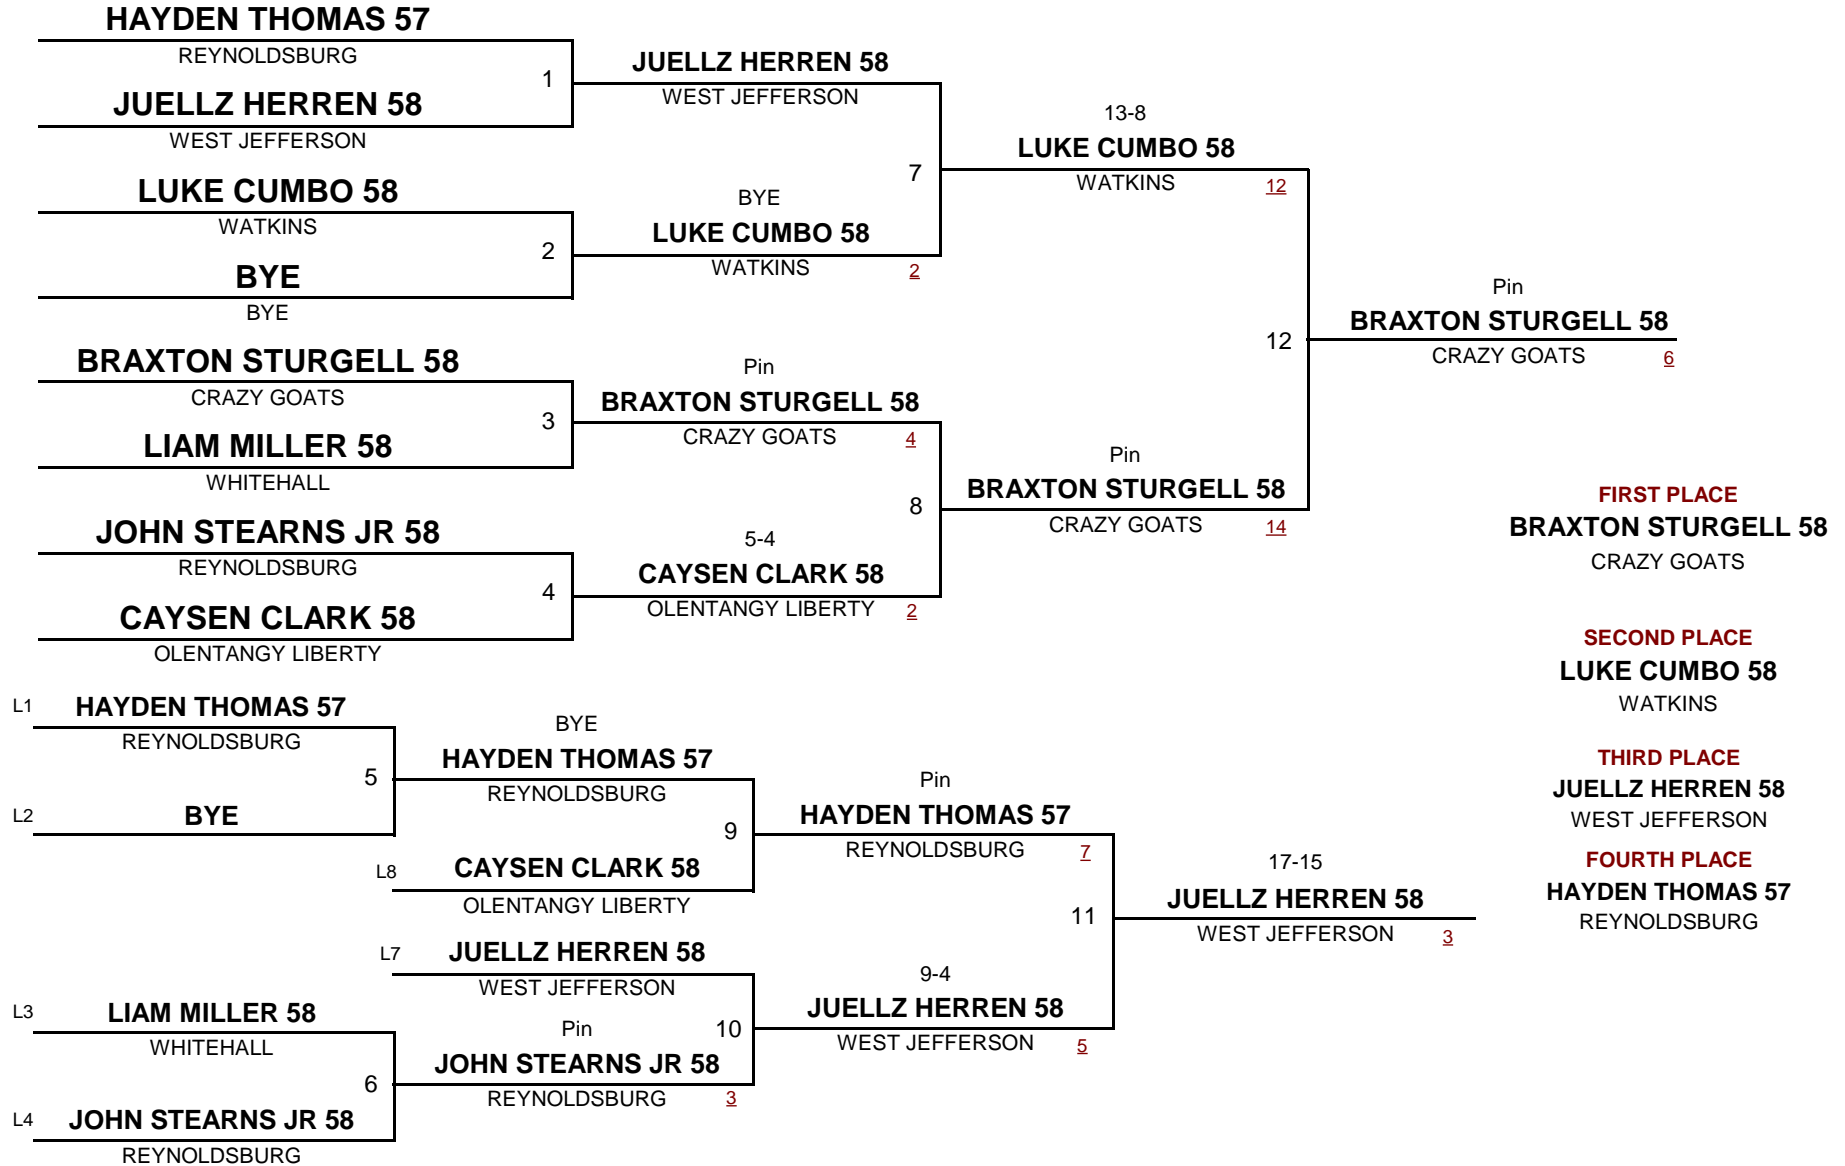 HAYDEN THOMAS 57
REYNOLDSBURG
1
JUELLZ HERREN 58
WEST JEFFERSON
JUELLZ HERREN 58
WEST JEFFERSON
LUKE CUMBO 58
WATKINS
2
BYE
BYE
BYE
LUKE CUMBO 58
WATKINS
2
7
13-8
LUKE CUMBO 58
WATKINS
12
BRAXTON STURGELL 58
CRAZY GOATS
3
LIAM MILLER 58
WHITEHALL
Pin
BRAXTON STURGELL 58
CRAZY GOATS
4
JOHN STEARNS JR 58
REYNOLDSBURG
4
CAYSEN CLARK 58
OLENTANGY LIBERTY
5-4
CAYSEN CLARK 58
OLENTANGY LIBERTY
2
8
Pin
BRAXTON STURGELL 58
CRAZY GOATS
14
12
Pin
BRAXTON STURGELL 58
CRAZY GOATS
6
L1
HAYDEN THOMAS 57
REYNOLDSBURG
5
L2
BYE
BYE
HAYDEN THOMAS 57
REYNOLDSBURG
9
L8
CAYSEN CLARK 58
OLENTANGY LIBERTY
Pin
HAYDEN THOMAS 57
REYNOLDSBURG
7
L7
JUELLZ HERREN 58
WEST JEFFERSON
L3
LIAM MILLER 58
WHITEHALL
6
L4
JOHN STEARNS JR 58
REYNOLDSBURG
Pin
JOHN STEARNS JR 58
REYNOLDSBURG
3
10
9-4
JUELLZ HERREN 58
WEST JEFFERSON
5
11
17-15
JUELLZ HERREN 58
WEST JEFFERSON
3
FIRST PLACE
BRAXTON STURGELL 58
CRAZY GOATS
SECOND PLACE
LUKE CUMBO 58
WATKINS
THIRD PLACE
JUELLZ HERREN 58
WEST JEFFERSON
FOURTH PLACE
HAYDEN THOMAS 57
REYNOLDSBURG